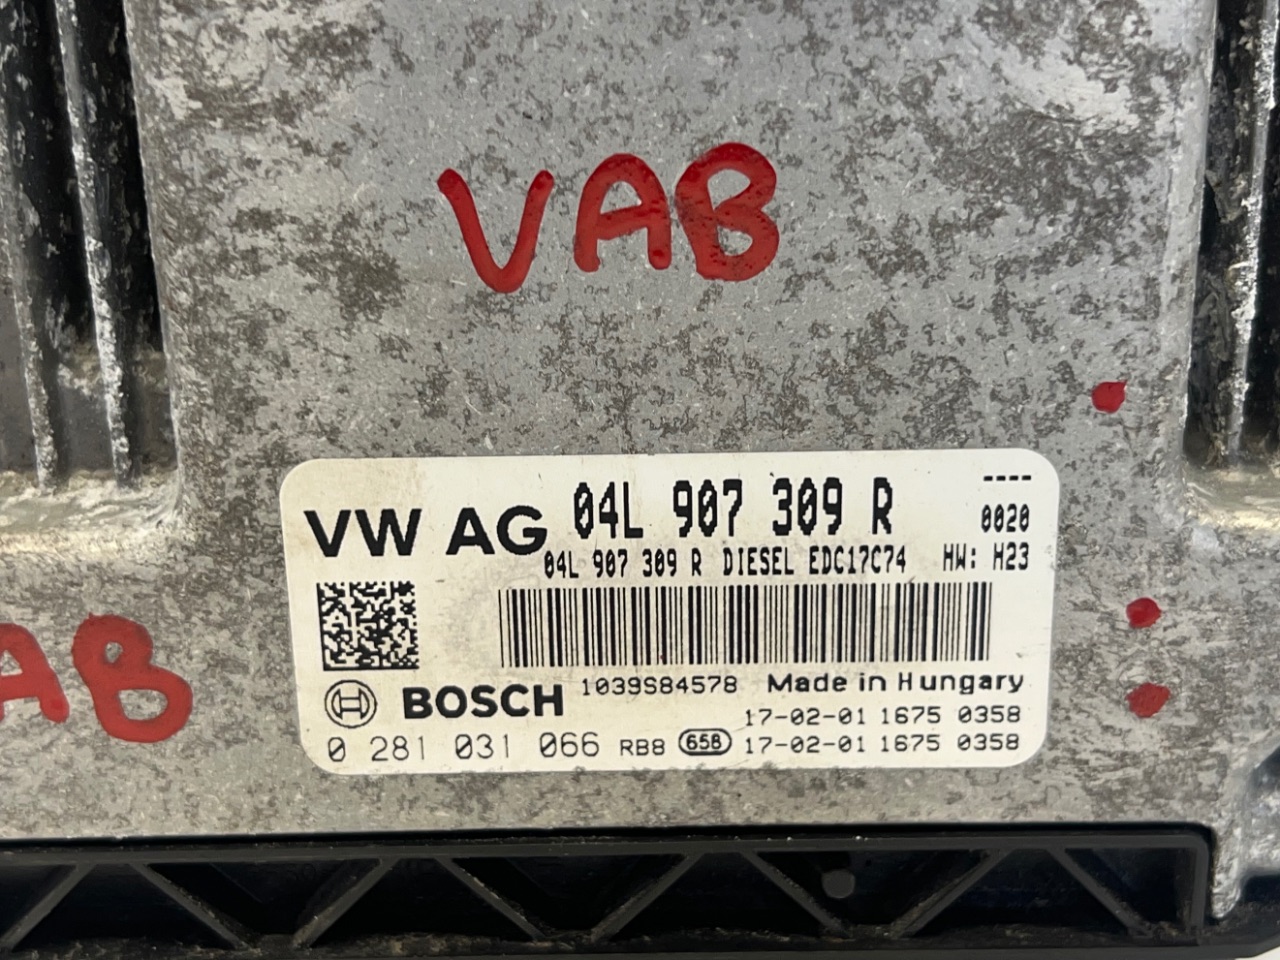 VAB
AB
----
VW AG 04L 907 309 R 0020
04L 907 309 R DIESEL EDC17C74 HW: H23
BOSCH 1039S84578 Made in Hungary
17-02-01 1675 0358
0 281 031 066 RB8 658 17-02-01 1675 0358